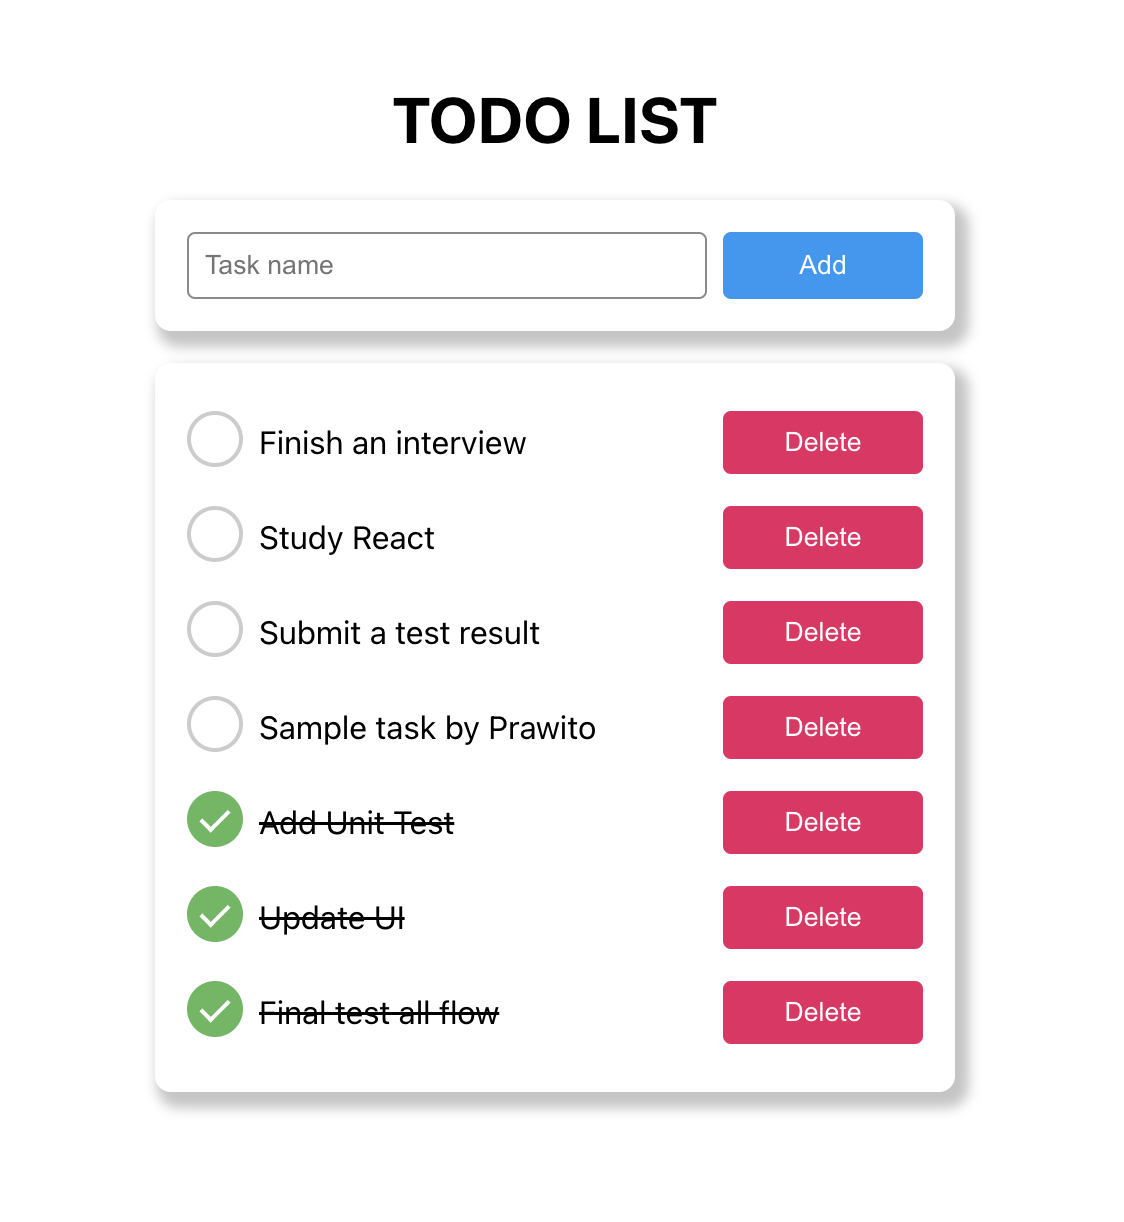 TODO LIST
Task name
Add
Finish an interview
Delete
Study React
Delete
Submit a test result
Delete
Sample task by Prawito
Delete
Add Unit Test
Delete
Update UI
Delete
Final test all flow
Delete